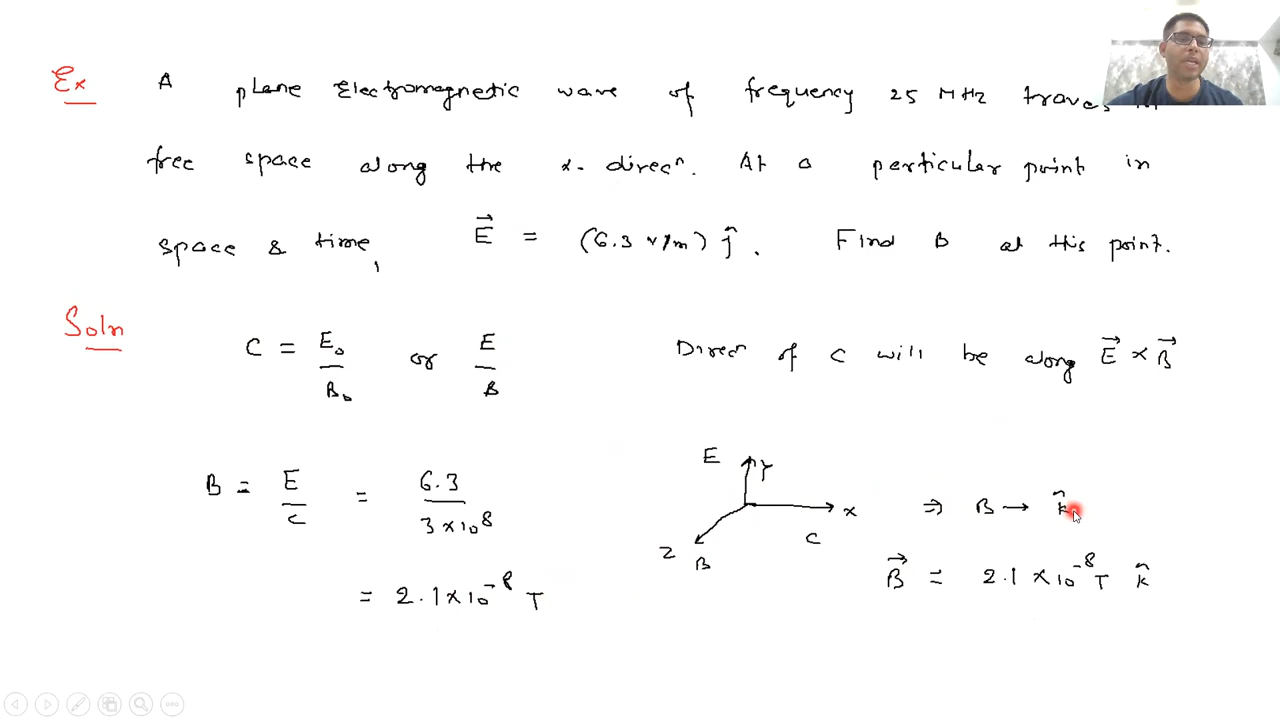 Ex A plane Electromagnetic wave of frequency 25 MHz travels in
free space along the x-direcⁿ. At a particular point in
space & time, E⃗ = (6.3 V/m) ĵ. Find B at this point.
Soln
C = E₀/B₀ or E/B
Direcⁿ of C will be along E⃗ × B⃗
B = E/C = 6.3/3×10⁸
= 2.1×10⁻⁸ T
E Y
X
C
Z
B
⇒ B → k̂
B⃗ = 2.1 × 10⁻⁸ T k̂